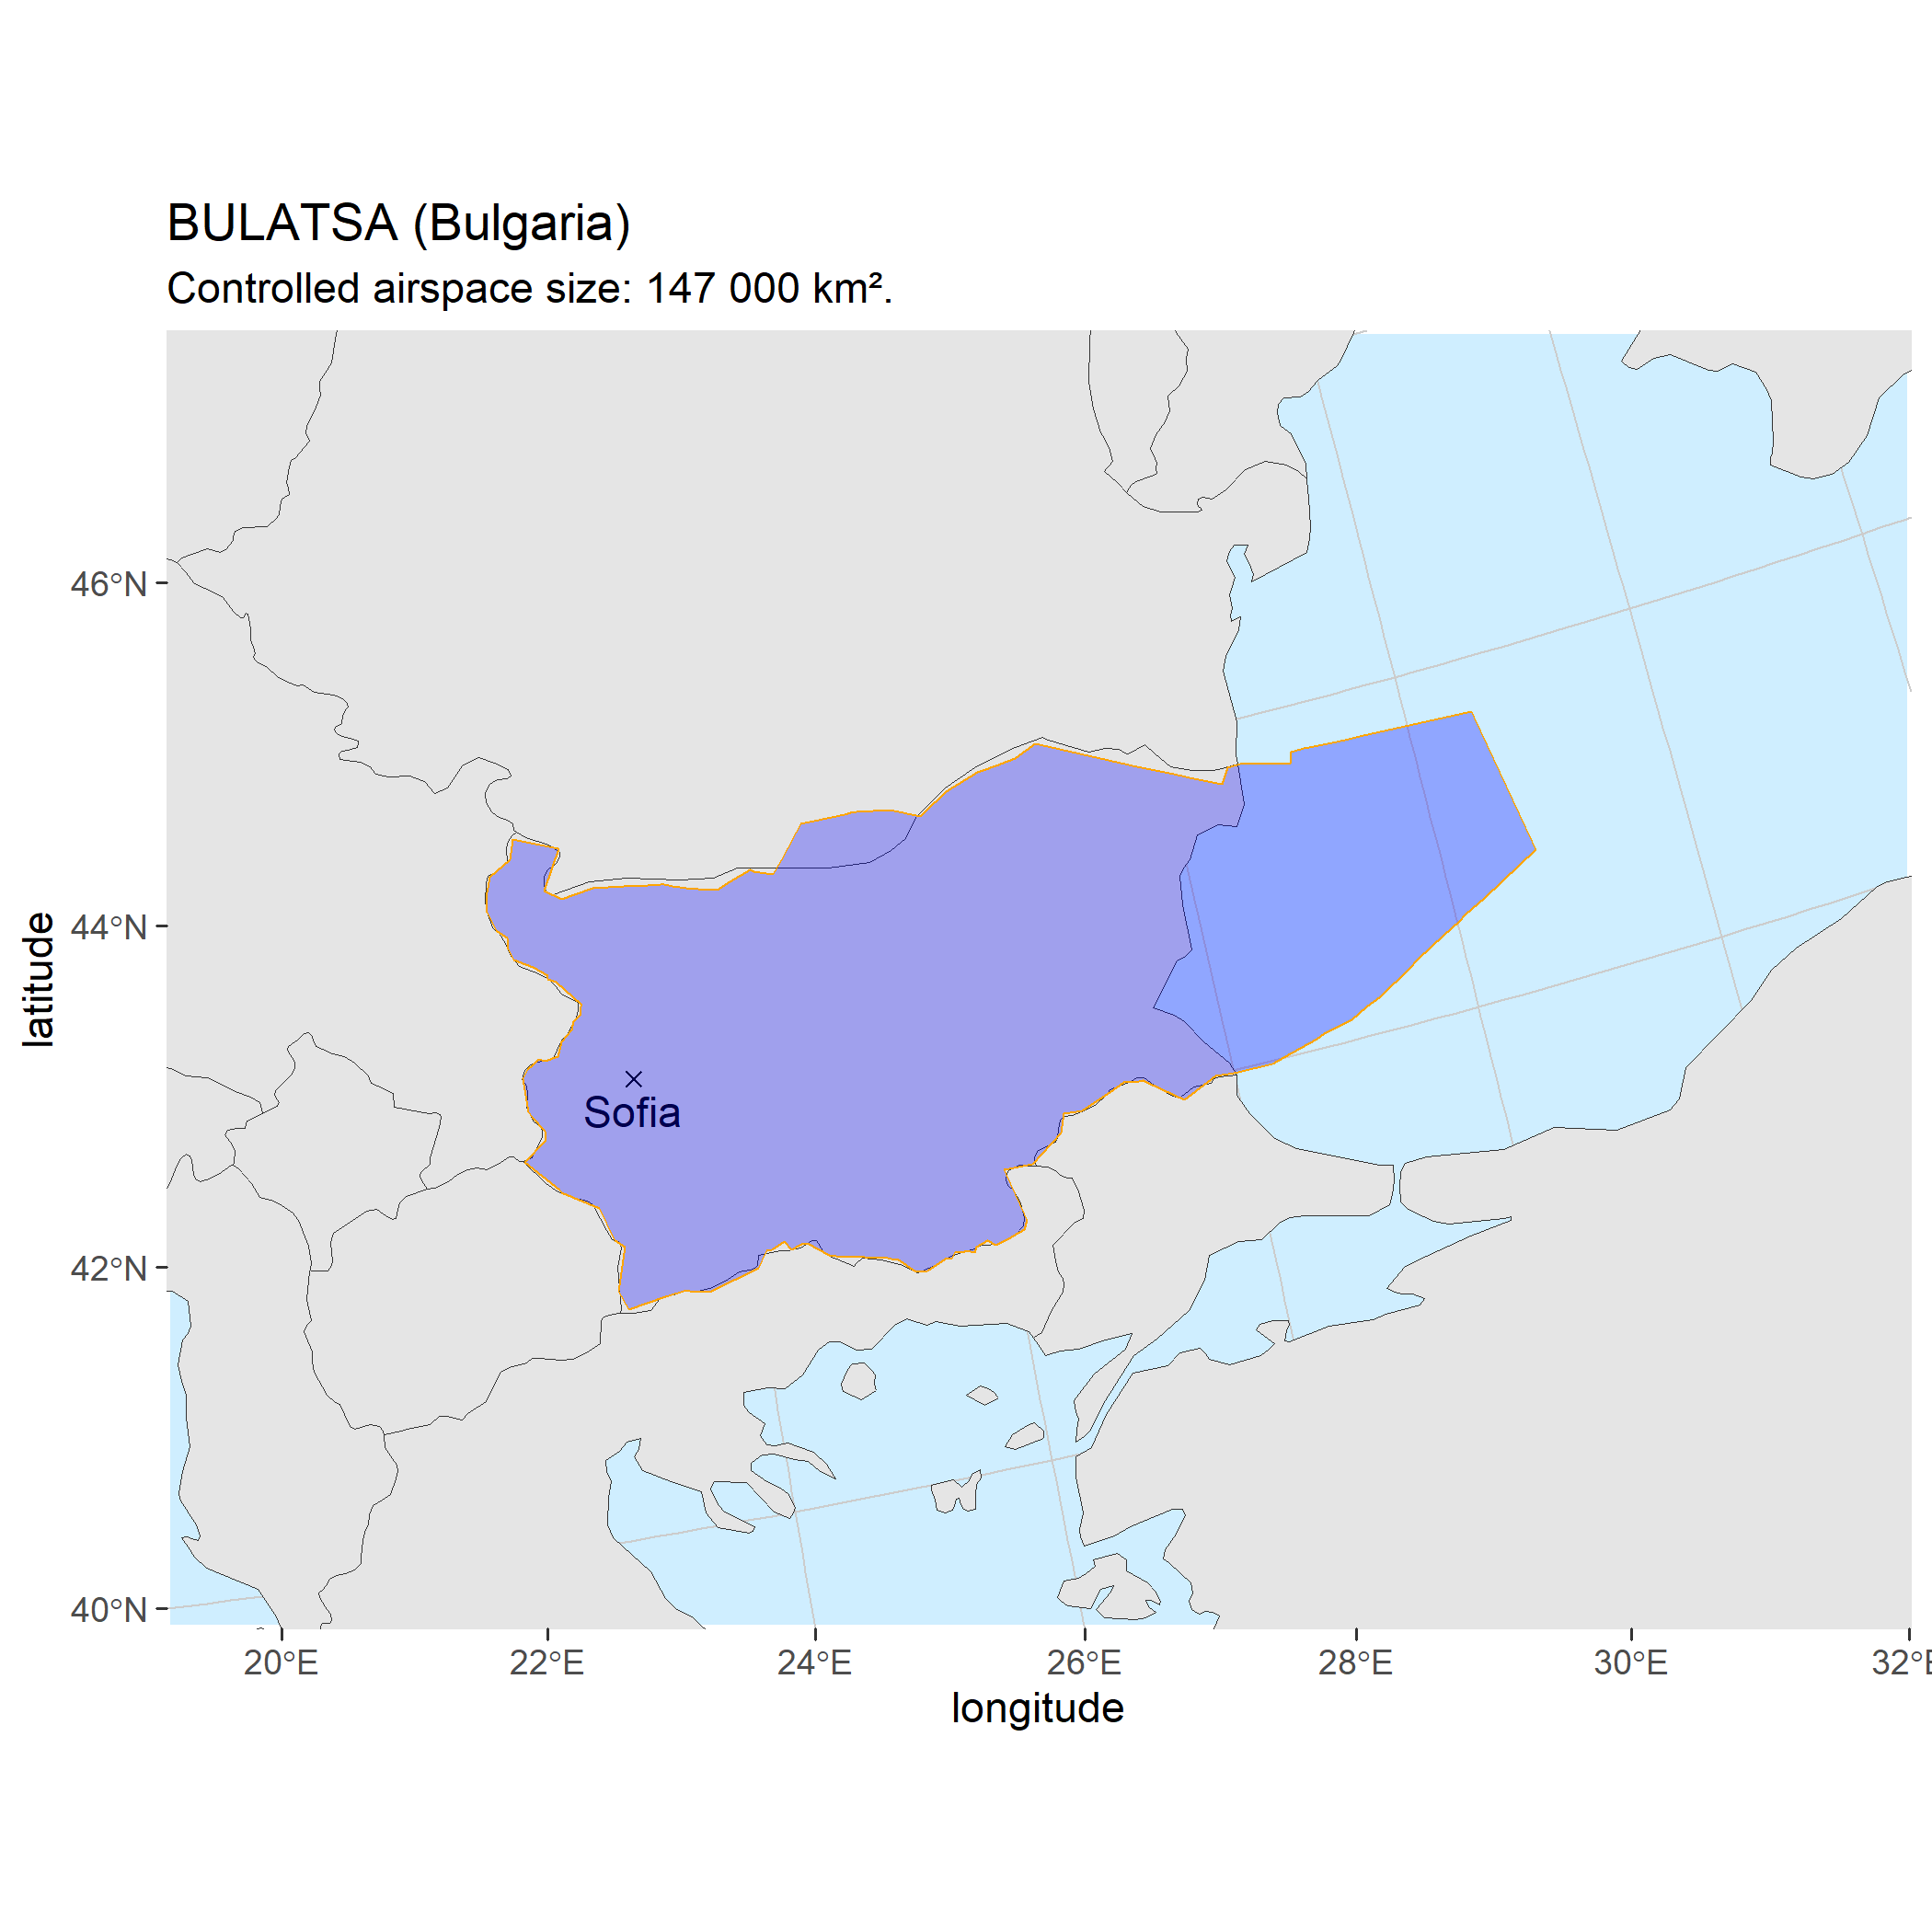 BULATSA (Bulgaria)
Controlled airspace size: 147 000 km².
46°N
44°N
42°N
40°N
latitude
Sofia
20°E
22°E
24°E
26°E
28°E
30°E
32°E
longitude